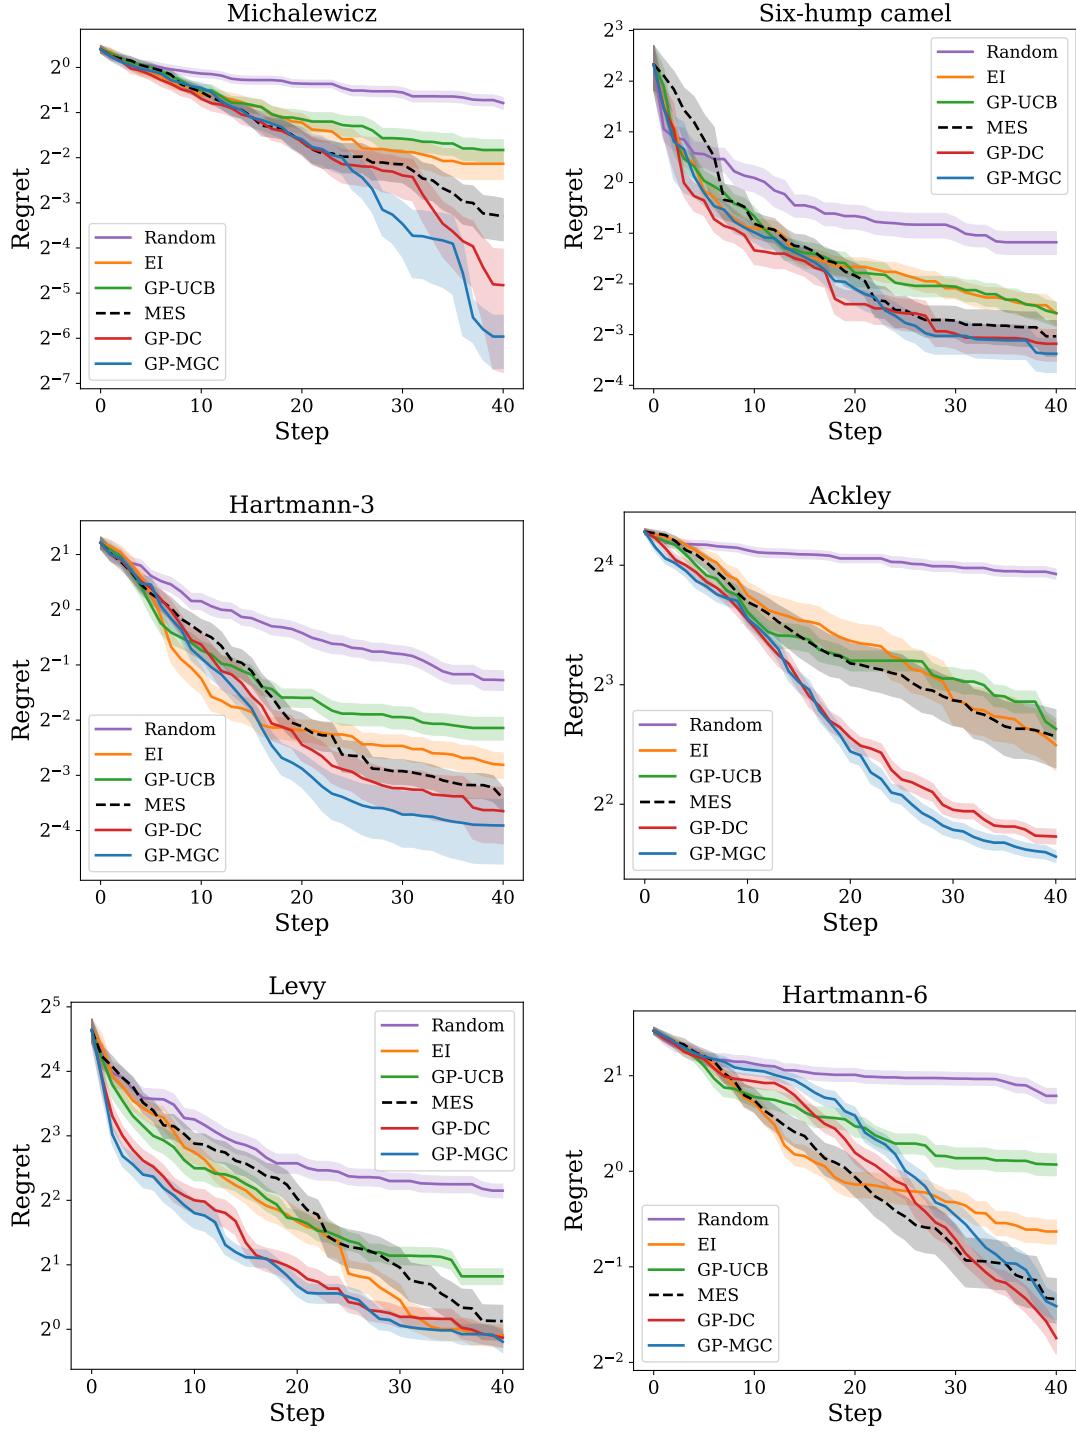 Michalewicz
2^0
2^−1
2^−2
2^−3
2^−4
2^−5
2^−6
2^−7
Regret
Random
EI
GP-UCB
MES
GP-DC
GP-MGC
0 10 20 30 40
Step
Six-hump camel
2^3
2^2
2^1
2^0
2^−1
2^−2
2^−3
2^−4
Regret
Random
EI
GP-UCB
MES
GP-DC
GP-MGC
0 10 20 30 40
Step
Hartmann-3
2^1
2^0
2^−1
2^−2
2^−3
2^−4
Regret
Random
EI
GP-UCB
MES
GP-DC
GP-MGC
0 10 20 30 40
Step
Ackley
2^4
2^3
2^2
Regret
Random
EI
GP-UCB
MES
GP-DC
GP-MGC
0 10 20 30 40
Step
Levy
2^5
2^4
2^3
2^2
2^1
2^0
Regret
Random
EI
GP-UCB
MES
GP-DC
GP-MGC
0 10 20 30 40
Step
Hartmann-6
2^1
2^0
2^−1
2^−2
Regret
Random
EI
GP-UCB
MES
GP-DC
GP-MGC
0 10 20 30 40
Step